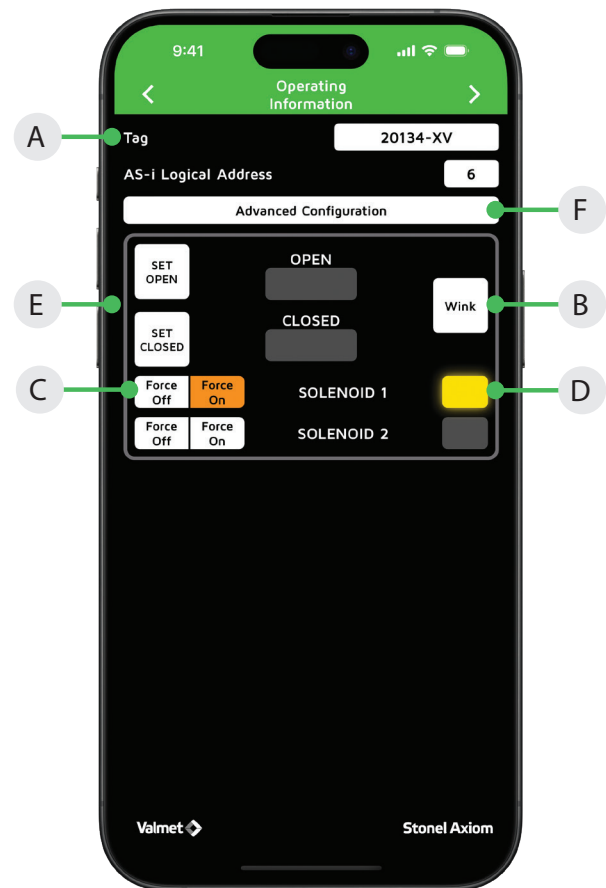 9:41
Operating
Information
A
Tag
20134-XV
AS-i Logical Address
6
Advanced Configuration
F
SET
OPEN
OPEN
E
Wink
B
SET
CLOSED
CLOSED
C
Force
Off
Force
On
SOLENOID 1
D
Force
Off
Force
On
SOLENOID 2
Valmet
Stonel Axiom